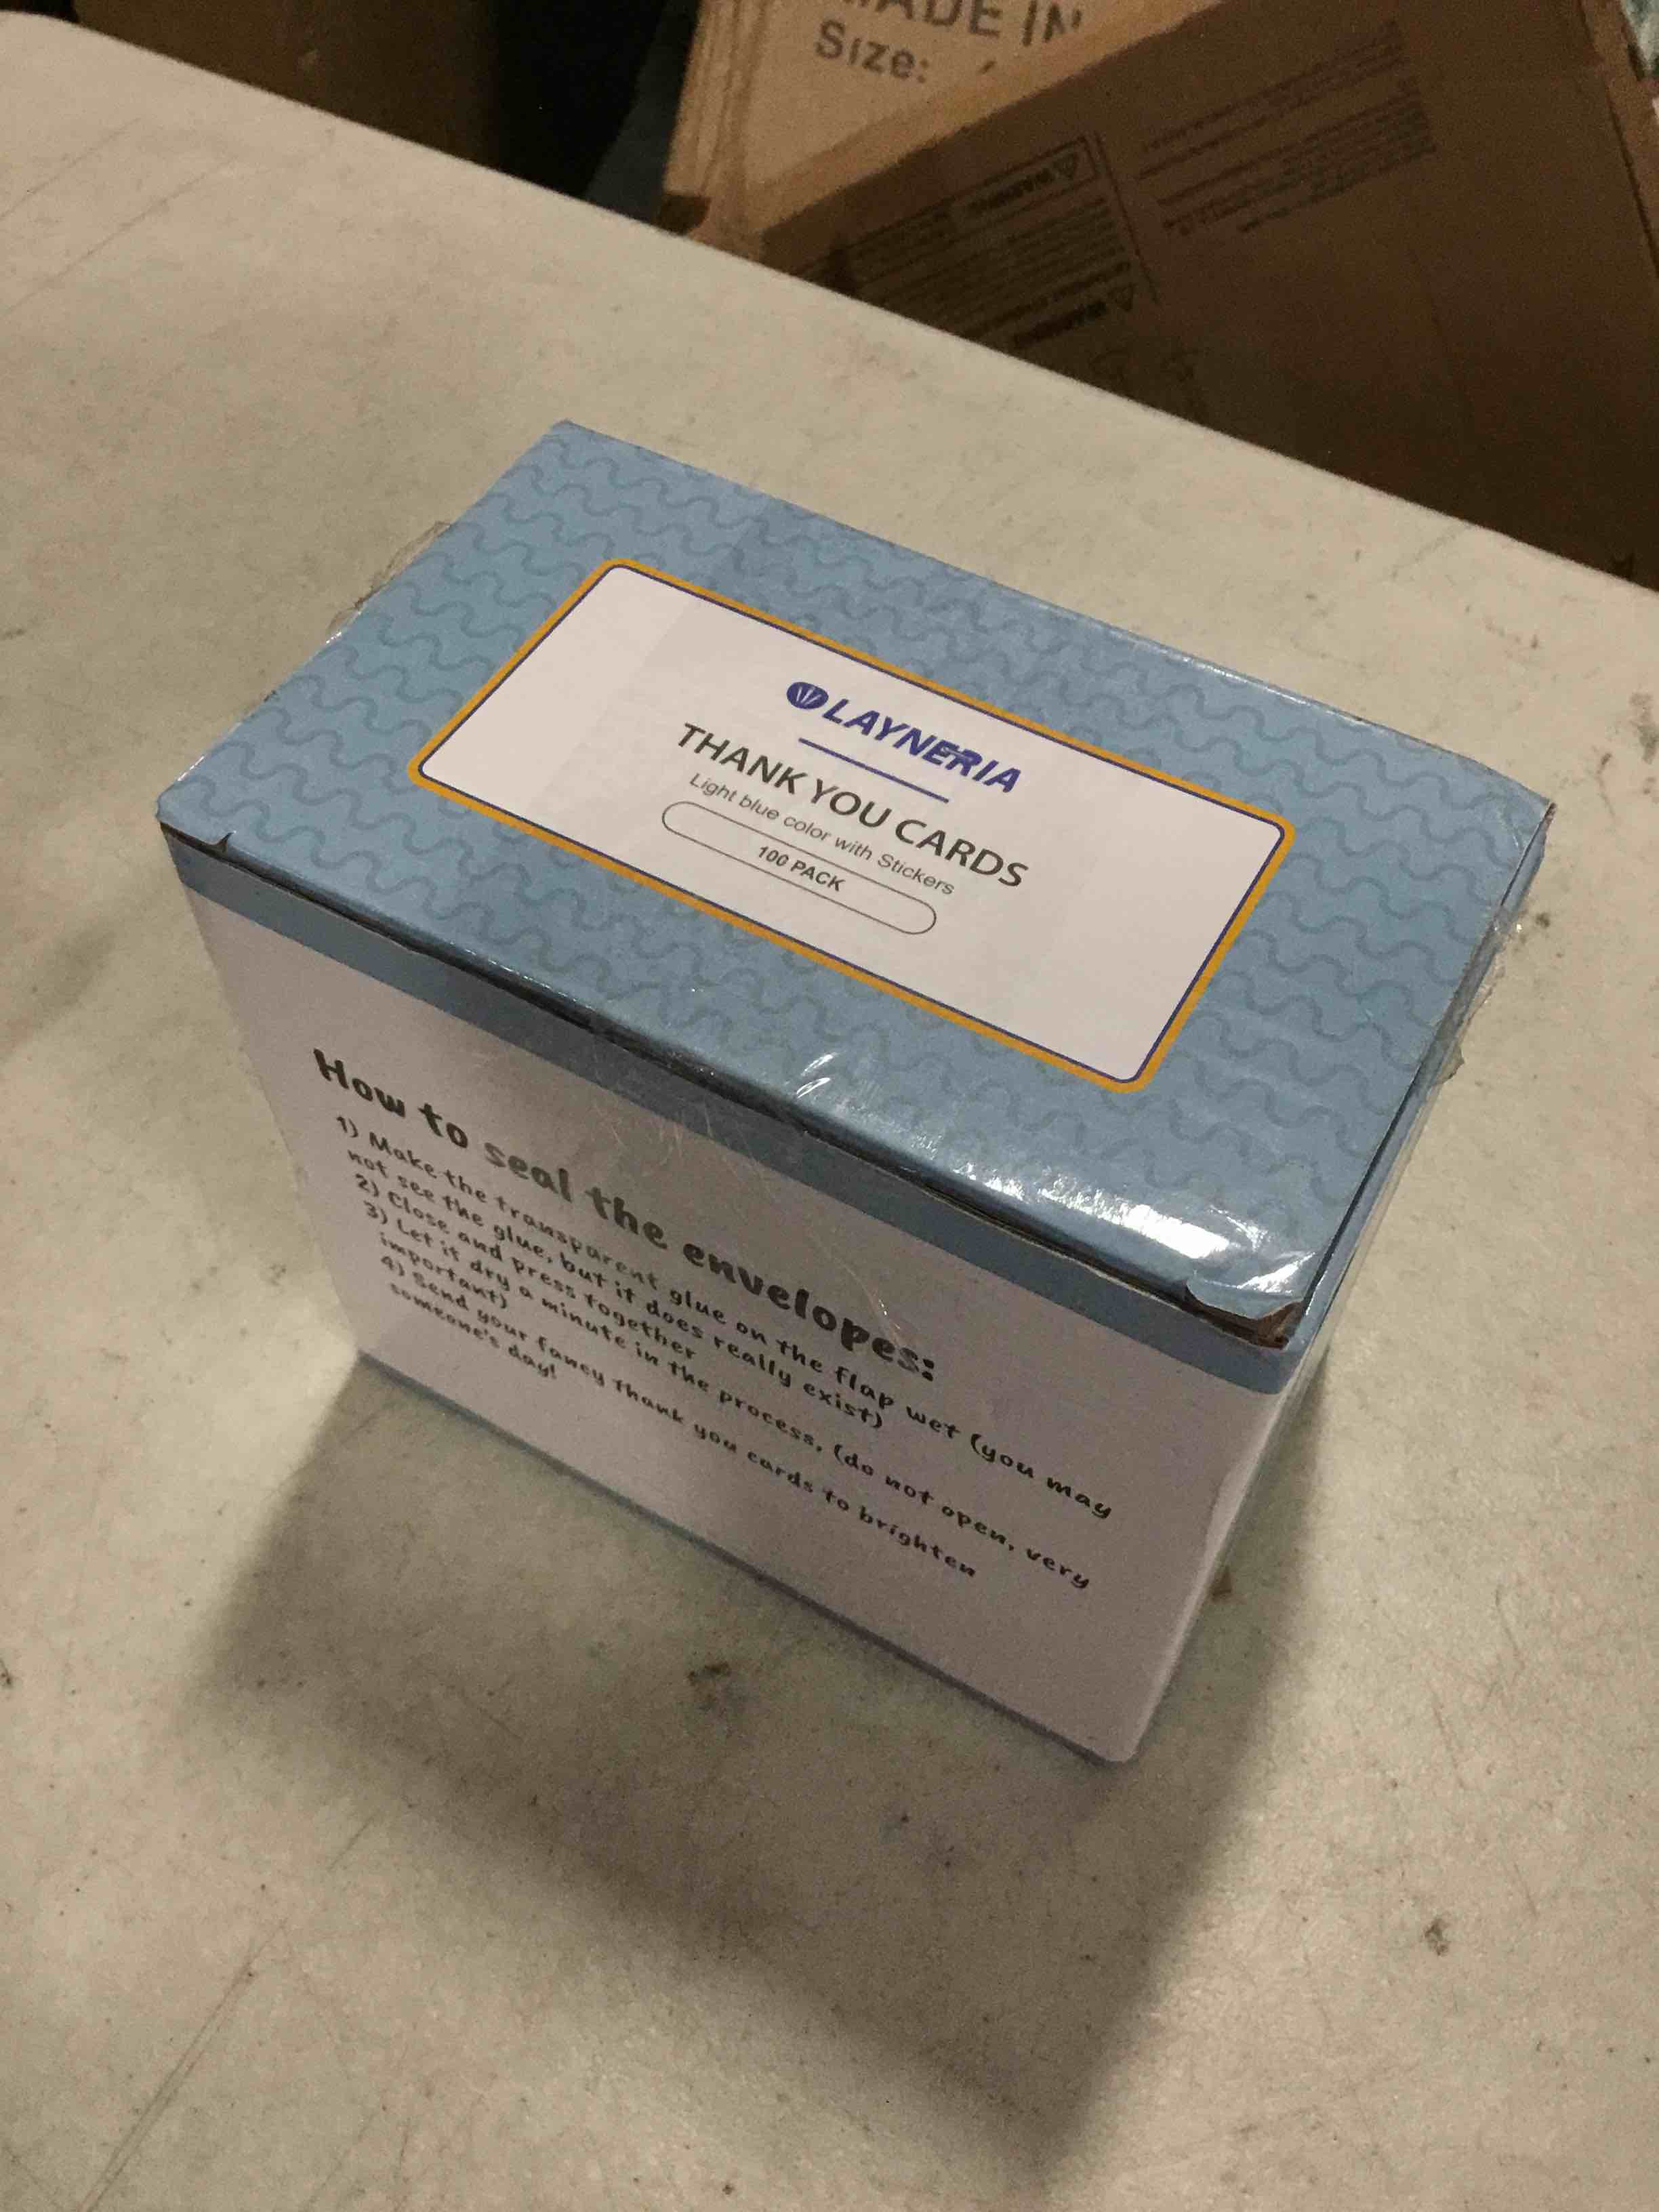 MADE IN
Size:
WARNING
LAYNERIA
THANK YOU CARDS
Light blue color with Stickers
100 PACK
How to seal the envelopes:
1) Make the transparent glue on the flap wet (you may
not see the glue, but it does really exist)
2) Close and press together
3) Let it dry a minute in the process, (do not open, very
important)
4) Send your fancy thank you cards to brighten
someone's day!